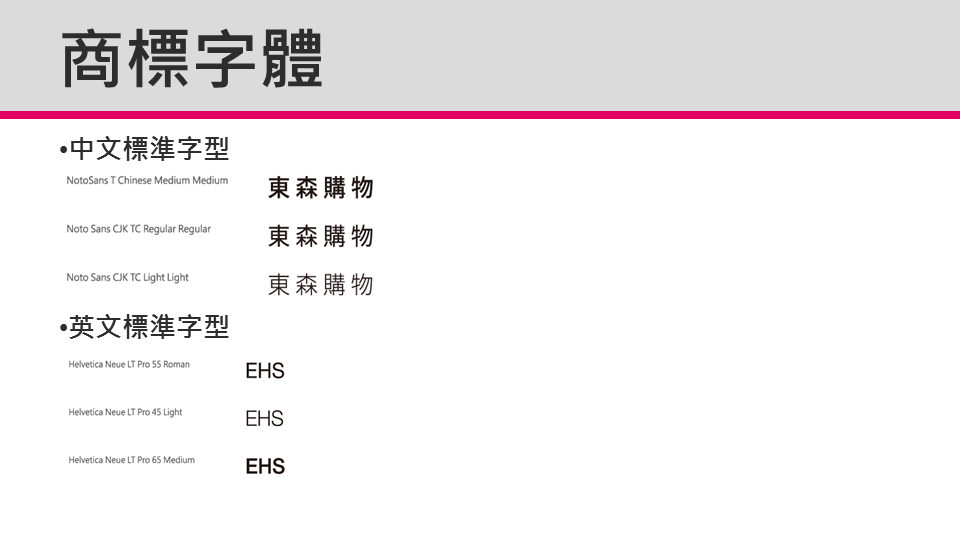 商標字體
•中文標準字型
NotoSans T Chinese Medium Medium 東森購物
Noto Sans CJK TC Regular Regular 東森購物
Noto Sans CJK TC Light Light 東森購物
•英文標準字型
Helvetica Neue LT Pro 55 Roman EHS
Helvetica Neue LT Pro 45 Light EHS
Helvetica Neue LT Pro 65 Medium EHS